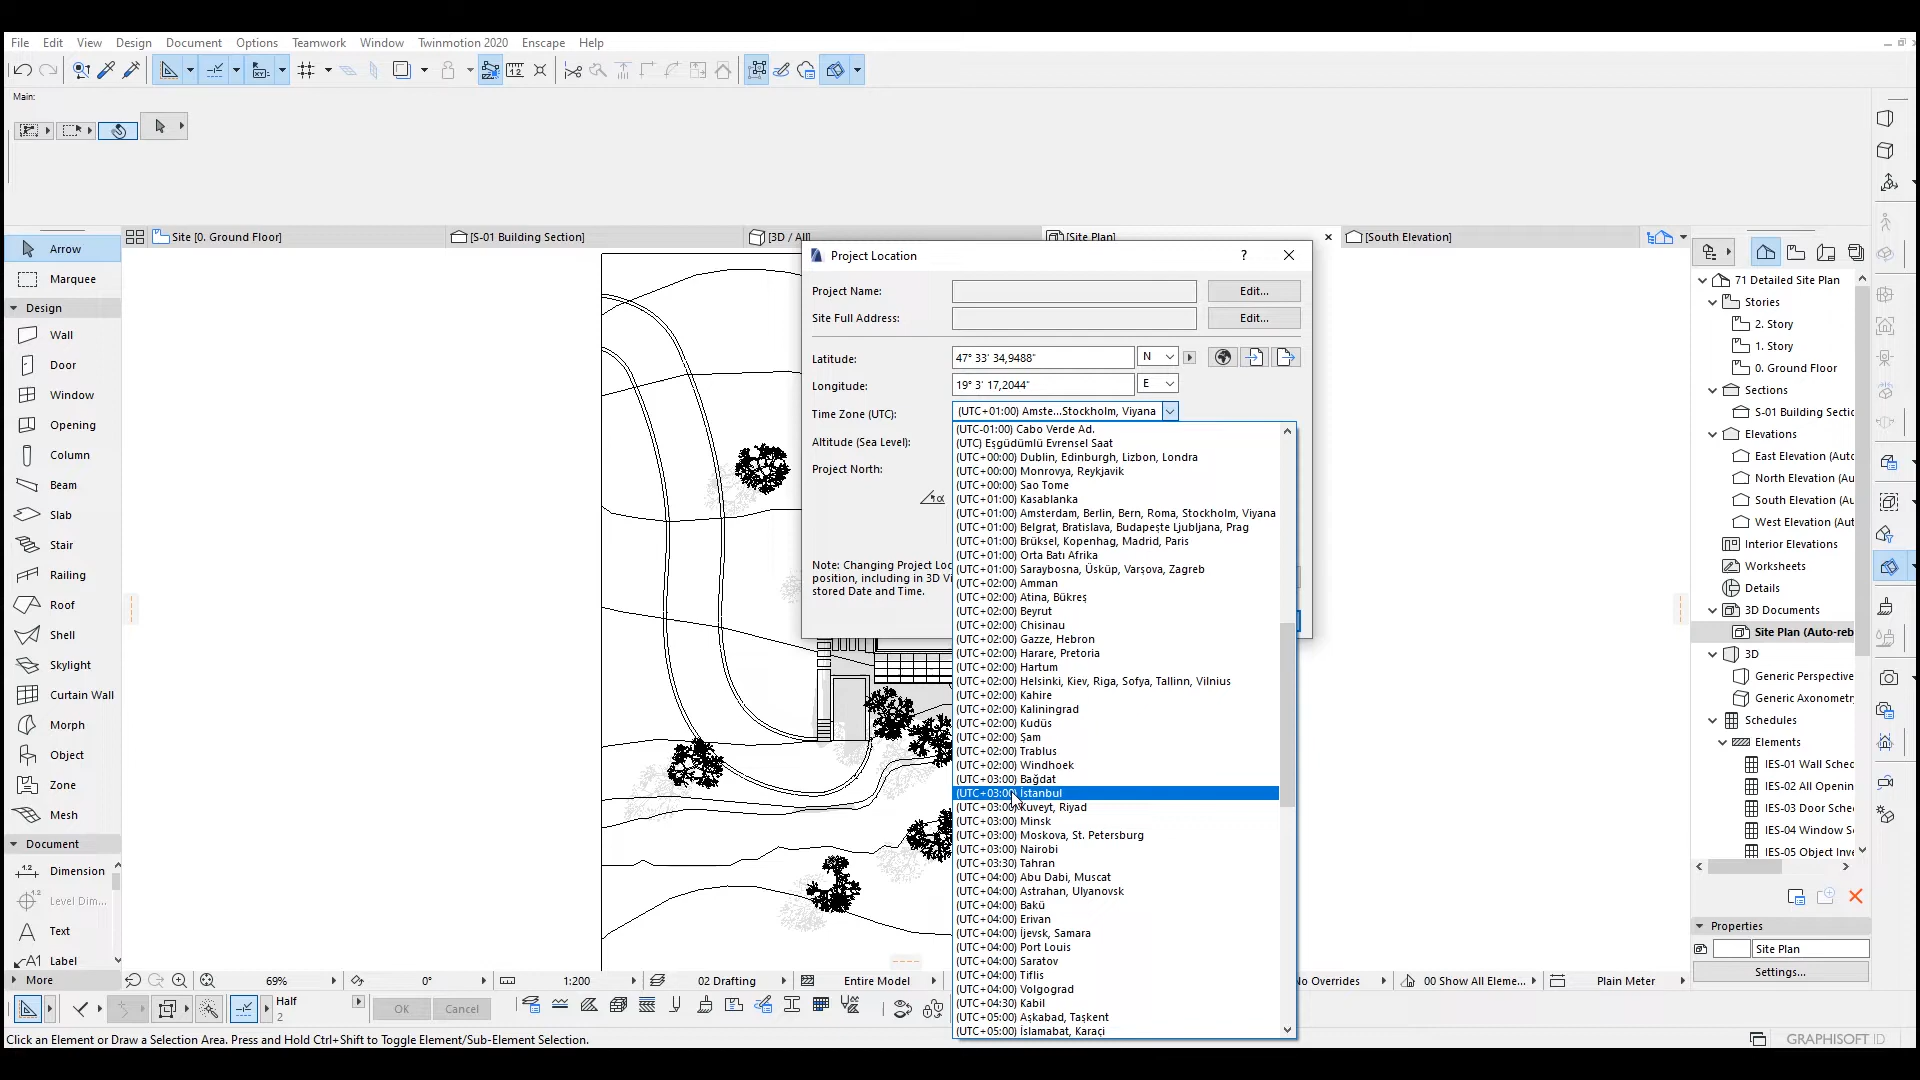 File Edit View Design Document Options Teamwork Window Twinmotion 2020 Enscape Help
Main:
Site [0. Ground Floor]
[S-01 Building Section]
[3D / All]
[Site Plan]
[South Elevation]
Arrow
Marquee
Design
Wall
Door
Window
Opening
Column
Beam
Slab
Stair
Railing
Roof
Shell
Skylight
Curtain Wall
Morph
Object
Zone
Mesh
Document
Dimension
Level Dim...
Text
Label
More
Project Location
Project Name:
Edit...
Site Full Address:
Edit...
Latitude:
47° 33' 34,9488"
N
Longitude:
19° 3' 17,2044"
E
Time Zone (UTC):
(UTC+01:00) Amste...Stockholm, Viyana
Altitude (Sea Level):
Project North:
Note: Changing Project Loc
position, including in 3D Vi
stored Date and Time.
(UTC-01:00) Cabo Verde Ad.
(UTC) Eşgüdümlü Evrensel Saat
(UTC+00:00) Dublin, Edinburgh, Lizbon, Londra
(UTC+00:00) Monrovya, Reykjavik
(UTC+00:00) Sao Tome
(UTC+01:00) Kasablanka
(UTC+01:00) Amsterdam, Berlin, Bern, Roma, Stockholm, Viyana
(UTC+01:00) Belgrat, Bratislava, Budapeşte Ljubljana, Prag
(UTC+01:00) Brüksel, Kopenhag, Madrid, Paris
(UTC+01:00) Orta Batı Afrika
(UTC+01:00) Saraybosna, Üsküp, Varşova, Zagreb
(UTC+02:00) Amman
(UTC+02:00) Atina, Bükreş
(UTC+02:00) Beyrut
(UTC+02:00) Chisinau
(UTC+02:00) Gazze, Hebron
(UTC+02:00) Harare, Pretoria
(UTC+02:00) Hartum
(UTC+02:00) Helsinki, Kiev, Riga, Sofya, Tallinn, Vilnius
(UTC+02:00) Kahire
(UTC+02:00) Kaliningrad
(UTC+02:00) Kudüs
(UTC+02:00) Şam
(UTC+02:00) Trablus
(UTC+02:00) Windhoek
(UTC+03:00) Bağdat
(UTC+03:00) İstanbul
(UTC+03:00) Kuveyt, Riyad
(UTC+03:00) Minsk
(UTC+03:00) Moskova, St. Petersburg
(UTC+03:00) Nairobi
(UTC+03:30) Tahran
(UTC+04:00) Abu Dabi, Muscat
(UTC+04:00) Astrahan, Ulyanovsk
(UTC+04:00) Bakü
(UTC+04:00) Erivan
(UTC+04:00) İjevsk, Samara
(UTC+04:00) Port Louis
(UTC+04:00) Saratov
(UTC+04:00) Tiflis
(UTC+04:00) Volgograd
(UTC+04:30) Kabil
(UTC+05:00) Aşkabad, Taşkent
(UTC+05:00) İslamabat, Karaçi
71 Detailed Site Plan
Stories
2. Story
1. Story
0. Ground Floor
Sections
S-01 Building Sectio
Elevations
East Elevation (Auto
North Elevation (Au
South Elevation (Au
West Elevation (Aut
Interior Elevations
Worksheets
Details
3D Documents
Site Plan (Auto-reb
3D
Generic Perspective
Generic Axonometr
Schedules
Elements
IES-01 Wall Sched
IES-02 All Openin
IES-03 Door Sche
IES-04 Window S
IES-05 Object Inve
Properties
Site Plan
Settings...
69%
0°
1:200
02 Drafting
Entire Model
No Overrides
00 Show All Eleme...
Plain Meter
Half
2
OK
Cancel
Click an Element or Draw a Selection Area. Press and Hold Ctrl+Shift to Toggle Element/Sub-Element Selection.
GRAPHISOFT ID